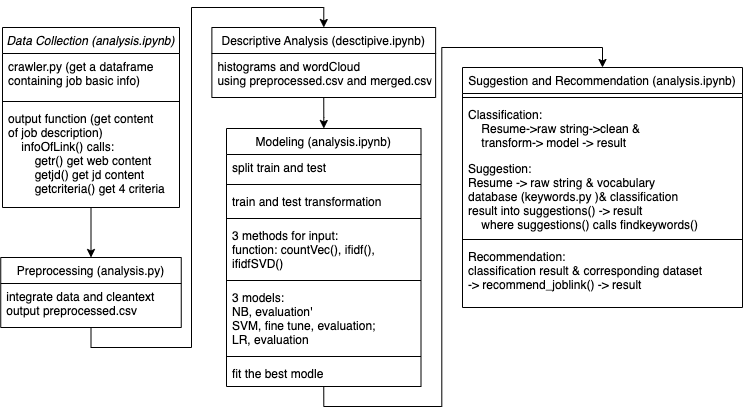 Data Collection (analysis.ipynb)
crawler.py (get a dataframe
containing job basic info)
output function (get content
of job description)
infoOfLink() calls:
getr() get web content
getjd() get jd content
getcriteria() get 4 criteria
Preprocessing (analysis.py)
integrate data and cleantext
output preprocessed.csv
Descriptive Analysis (desctipive.ipynb)
histograms and wordCloud
using preprocessed.csv and merged.csv
Modeling (analysis.ipynb)
split train and test
train and test transformation
3 methods for input:
function: countVec(), ifidf(),
ifidfSVD()
3 models:
NB, evaluation'
SVM, fine tune, evaluation;
LR, evaluation
fit the best modle
Suggestion and Recommendation (analysis.ipynb)
Classification:
Resume->raw string->clean &
transform-> model -> result
Suggestion:
Resume -> raw string & vocabulary
database (keywords.py )& classification
result into suggestions() -> result
where suggestions() calls findkeywords()
Recommendation:
classification result & corresponding dataset
-> recommend_joblink() -> result